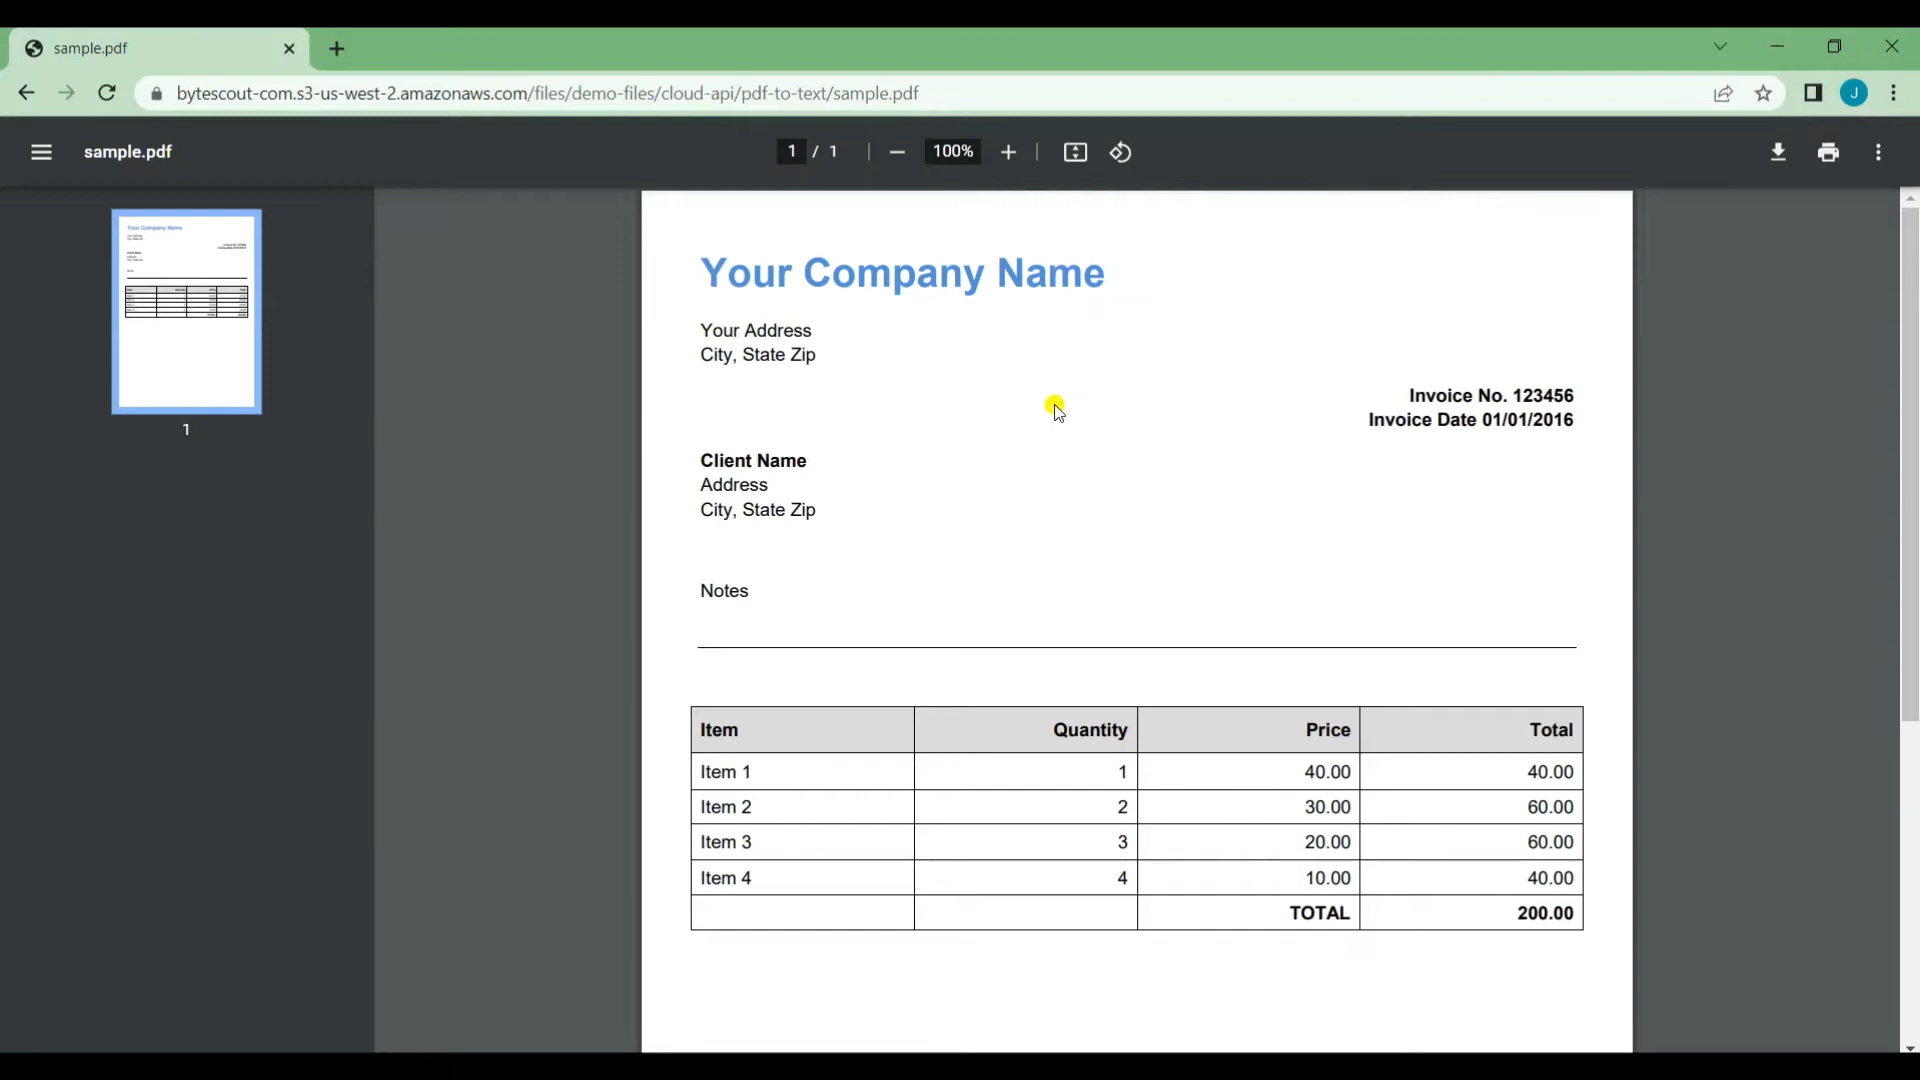 sample.pdf
bytescout-com.s3-us-west-2.amazonaws.com/files/demo-files/cloud-api/pdf-to-text/sample.pdf
J
sample.pdf
1 / 1
100%
Your Company Name
1
Your Company Name
Your Address
City, State Zip
Invoice No. 123456
Invoice Date 01/01/2016
Client Name
Address
City, State Zip
Notes
Item Quantity Price Total
Item 1 1 40.00 40.00
Item 2 2 30.00 60.00
Item 3 3 20.00 60.00
Item 4 4 10.00 40.00
TOTAL 200.00